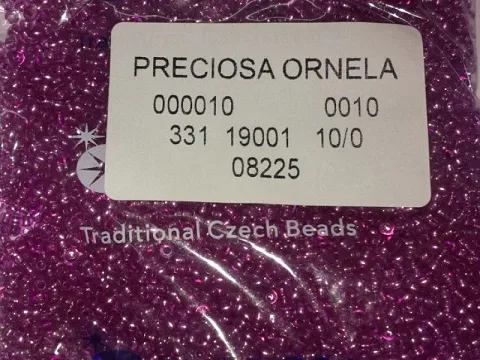 PRECIOSA ORNELA
000010 0010
331 19001 10/0
08225
Traditional Czech Beads